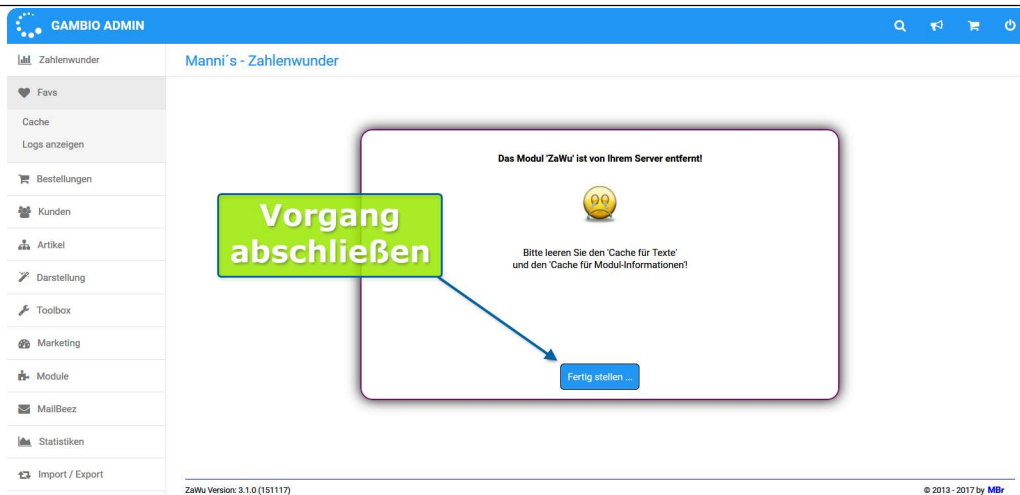 GAMBIO ADMIN
Zahlenwunder
Manni´s - Zahlenwunder
Favs
Cache
Logs anzeigen
Bestellungen
Kunden
Artikel
Darstellung
Toolbox
Marketing
Module
MailBeez
Statistiken
Import / Export
Das Modul 'ZaWu' ist von Ihrem Server entfernt!
Vorgang
abschließen
Bitte leeren Sie den 'Cache für Texte'
und den 'Cache für Modul-Informationen'!
Fertig stellen ...
ZaWu Version: 3.1.0 (151117)
© 2013 - 2017 by MBr